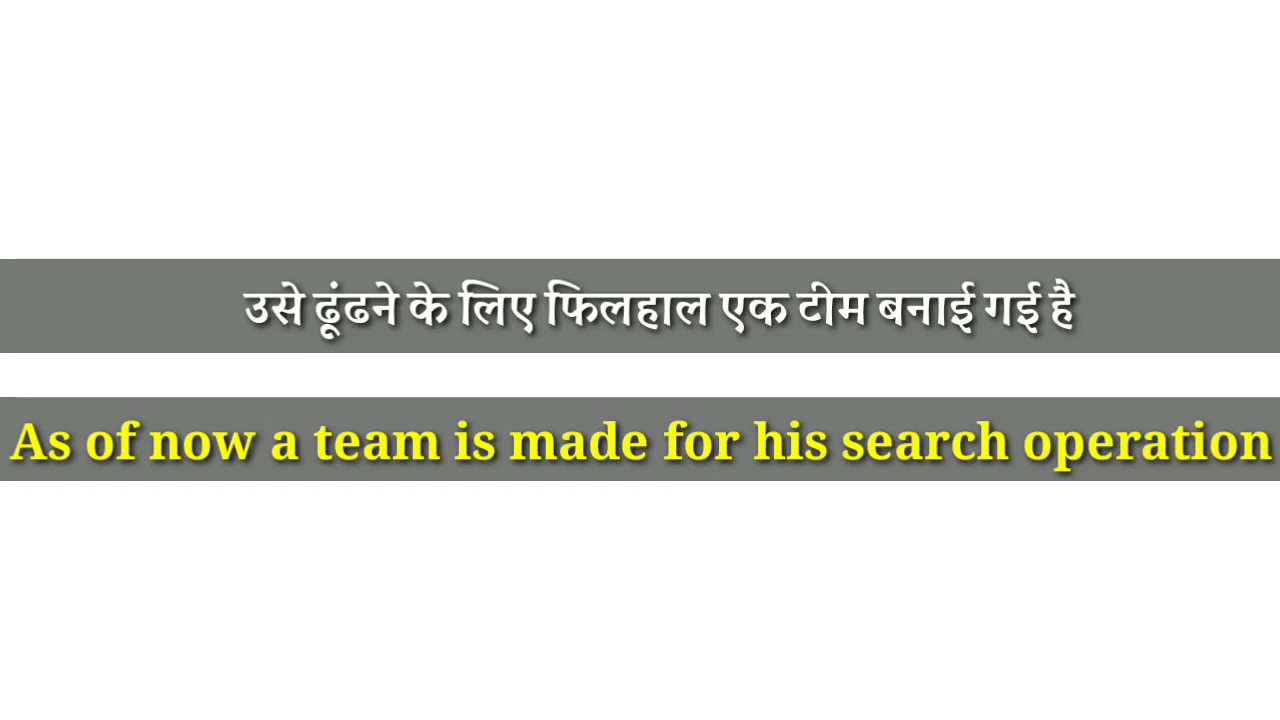 उसे ढूंढने के लिए फिलहाल एक टीम बनाई गई है
As of now a team is made for his search operation